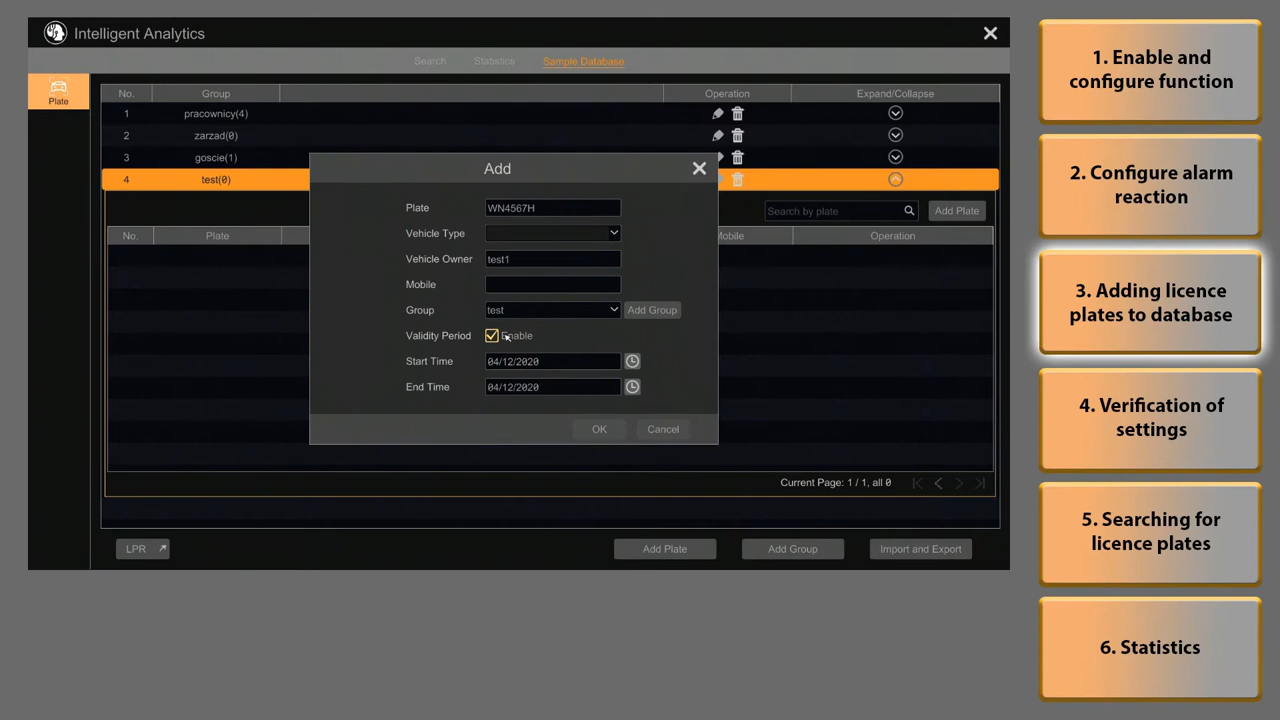 Intelligent Analytics
Search Statistics Sample Database
Plate
No. Group Operation Expand/Collapse
1 pracownicy(4)
2 zarzad(0)
3 goscie(1)
4 test(0)
Search by plate Add Plate
No. Plate Mobile Operation
Add
Plate WN4567H
Vehicle Type
Vehicle Owner test1
Mobile
Group test Add Group
Validity Period Enable
Start Time 04/12/2020
End Time 04/12/2020
OK Cancel
Current Page: 1 / 1, all 0
LPR Add Plate Add Group Import and Export
1. Enable and
configure function
2. Configure alarm
reaction
3. Adding licence
plates to database
4. Verification of
settings
5. Searching for
licence plates
6. Statistics